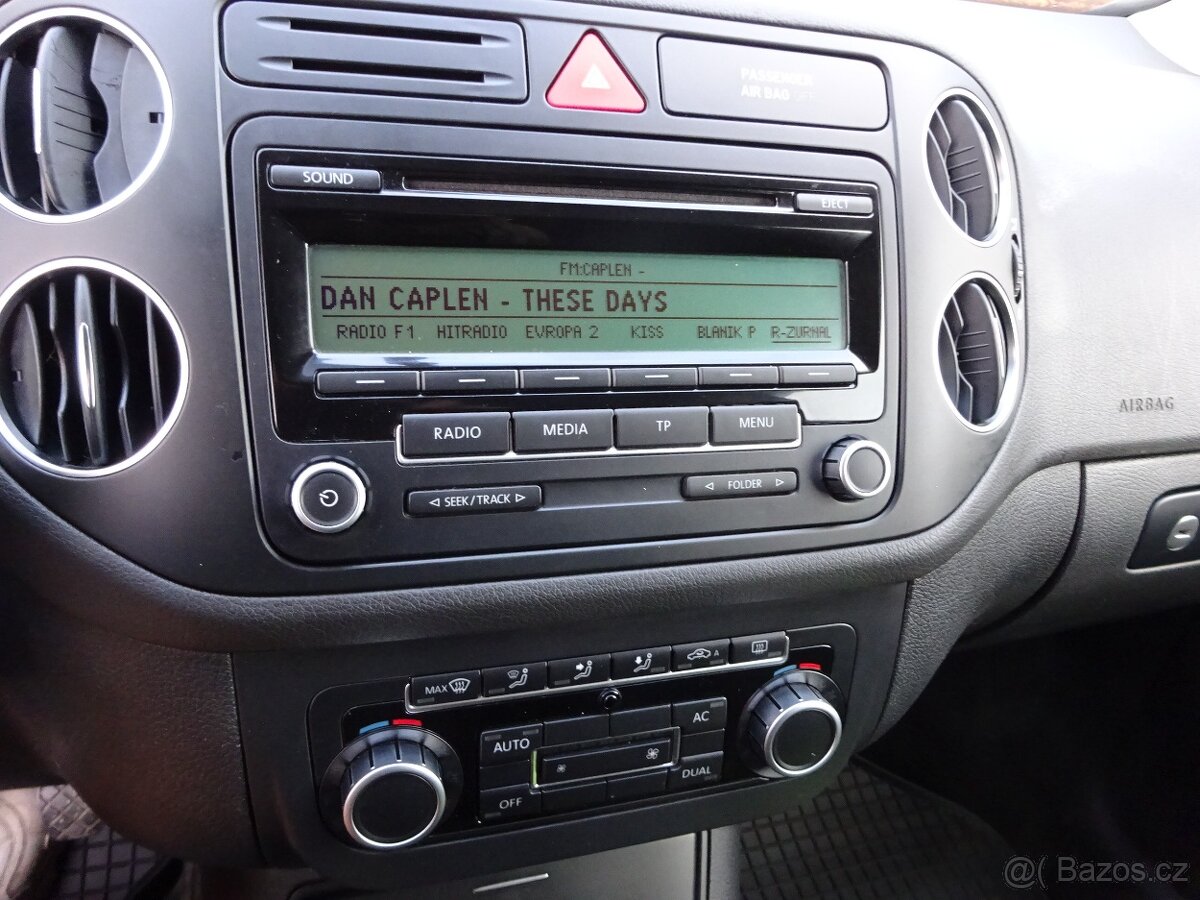 PASSENGER
AIR BAG OFF
SOUND
EJECT
FM:CAPLEN -
DAN CAPLEN - THESE DAYS
RADIO F1 HITRADIO EVROPA 2 KISS BLANIK P R-ZURNAL
RADIO MEDIA TP MENU
SEEK/TRACK FOLDER
AIRBAG
MAX A
AUTO AC
OFF DUAL
@( Bazos.cz